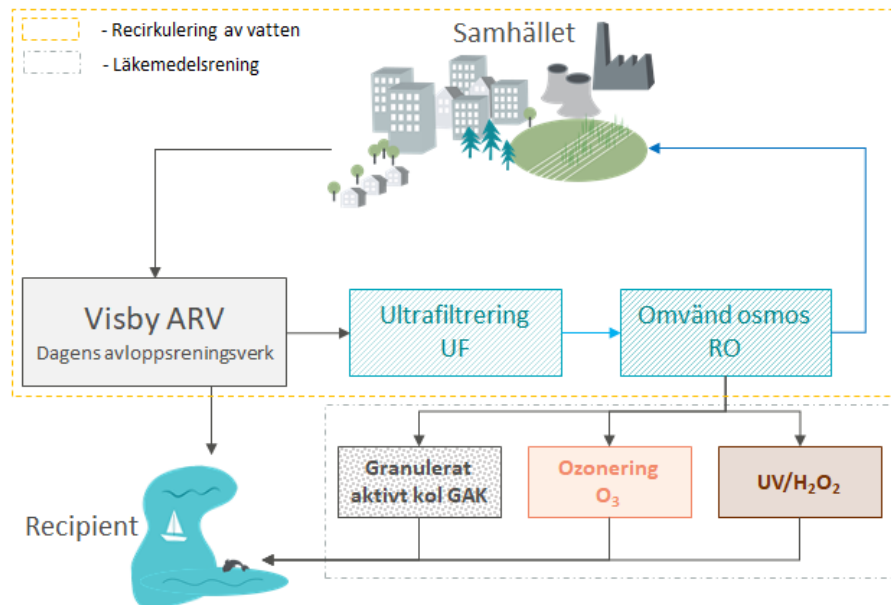 - Recirkulering av vatten
- Läkemedelsrening
Samhället
Visby ARV
Dagens avloppsreningsverk
Ultrafiltrering
UF
Omvänd osmos
RO
Granulerat
aktivt kol GAK
Ozonering
O₃
UV/H₂O₂
Recipient